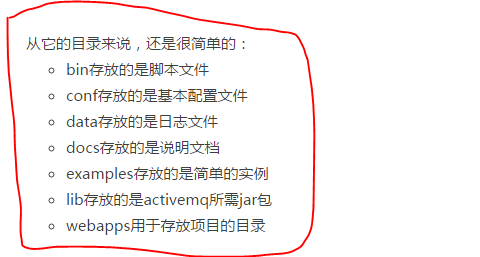 从它的目录来说，还是很简单的：
bin存放的是脚本文件
conf存放的是基本配置文件
data存放的是日志文件
docs存放的是说明文档
examples存放的是简单的实例
lib存放的是activemq所需jar包
webapps用于存放项目的目录